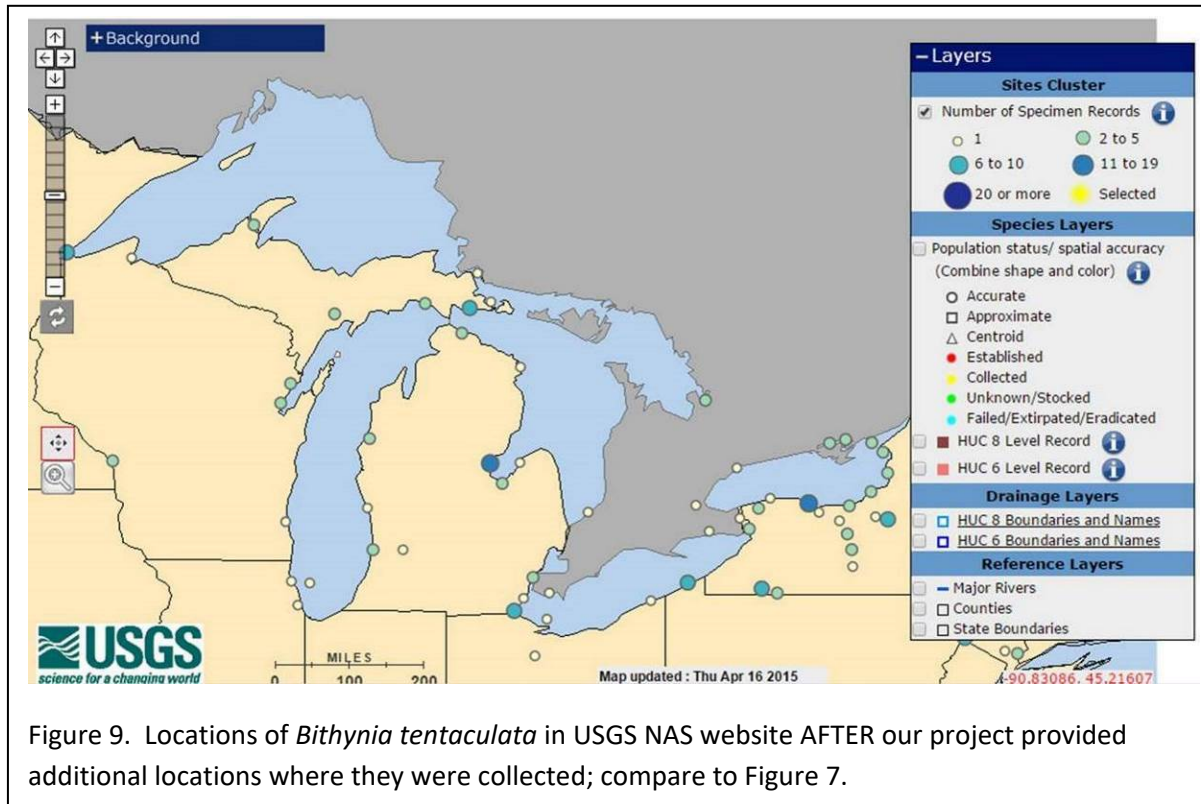 +Background
−Layers
Sites Cluster
Number of Specimen Records
1
2 to 5
6 to 10
11 to 19
20 or more
Selected
Species Layers
Population status/ spatial accuracy
(Combine shape and color)
Accurate
Approximate
Centroid
Established
Collected
Unknown/Stocked
Failed/Extirpated/Eradicated
HUC 8 Level Record
HUC 6 Level Record
Drainage Layers
HUC 8 Boundaries and Names
HUC 6 Boundaries and Names
Reference Layers
Major Rivers
Counties
State Boundaries
USGS
science for a changing world
MILES
0 100 200
Map updated : Thu Apr 16 2015
-90.83086, 45.21607
Figure 9. Locations of Bithynia tentaculata in USGS NAS website AFTER our project provided
additional locations where they were collected; compare to Figure 7.